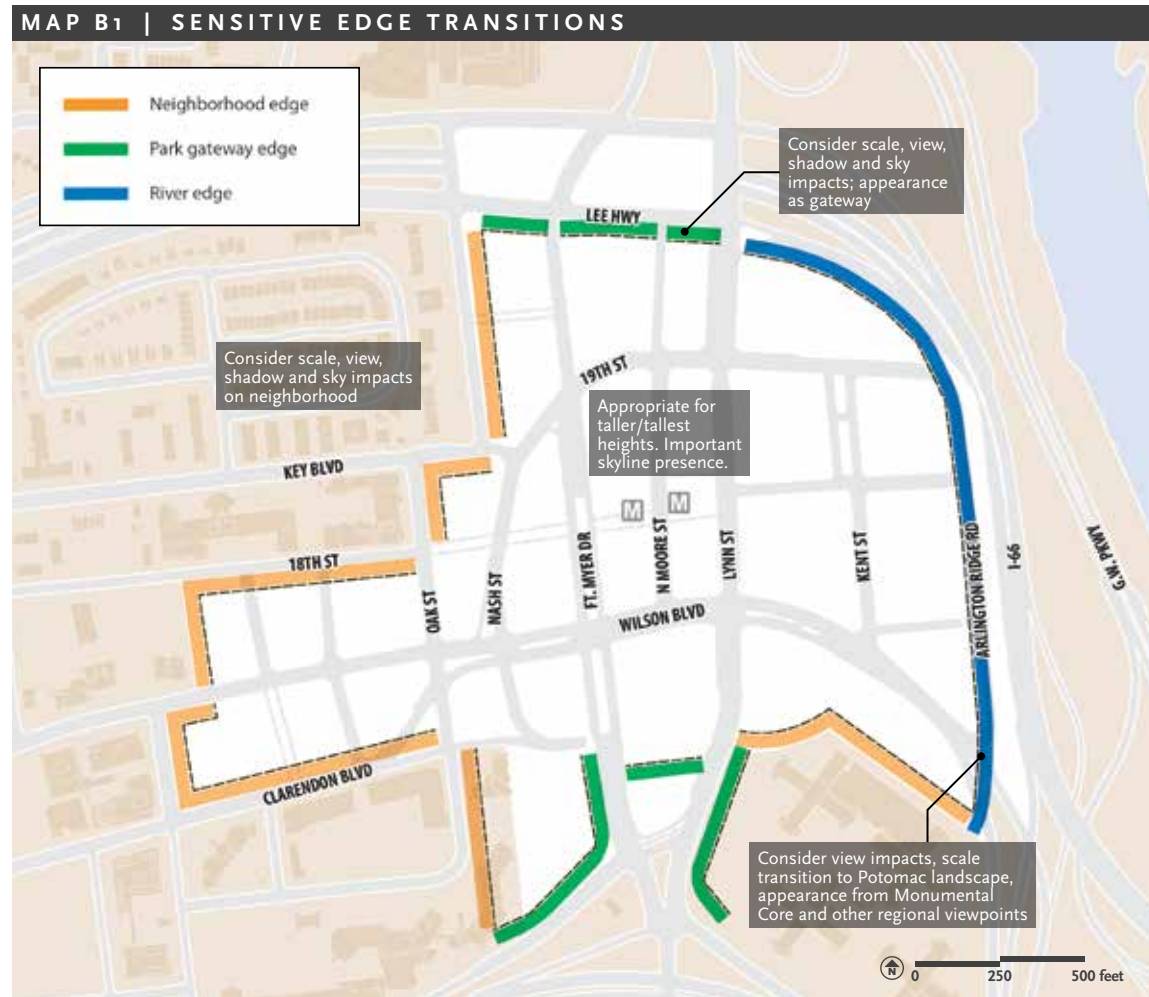 MAP B1 | SENSITIVE EDGE TRANSITIONS
Neighborhood edge
Park gateway edge
River edge
Consider scale, view,
shadow and sky
impacts; appearance
as gateway
LEE HWY
Consider scale, view,
shadow and sky impacts
on neighborhood
19TH ST
Appropriate for
taller/tallest
heights. Important
skyline presence.
KEY BLVD
M
M
18TH ST
OAK ST
NASH ST
FT. MYER DR
N MOORE ST
LYNN ST
KENT ST
ARLINGTON RIDGE RD
I-66
G.W. PKWY
WILSON BLVD
CLARENDON BLVD
Consider view impacts, scale
transition to Potomac landscape,
appearance from Monumental
Core and other regional viewpoints
N
0 250 500 feet